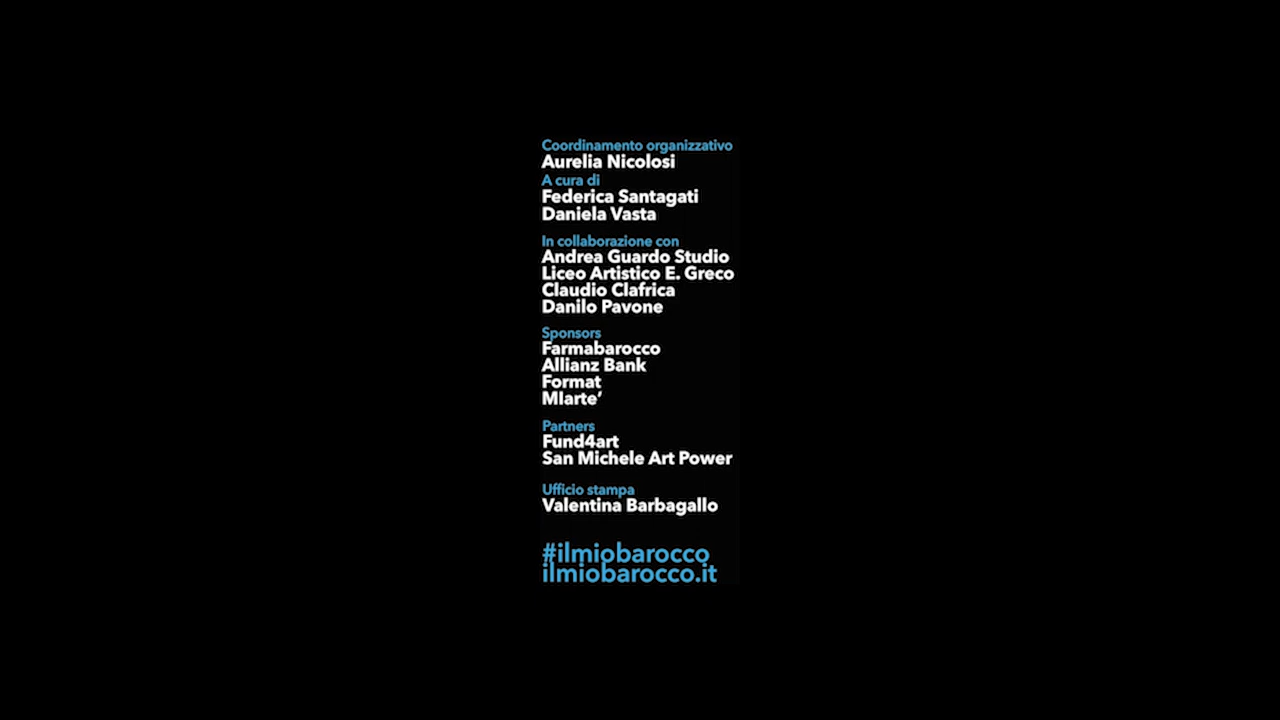 Coordinamento organizzativo
Aurelia Nicolosi
A cura di
Federica Santagati
Daniela Vasta
In collaborazione con
Andrea Guardo Studio
Liceo Artistico E. Greco
Claudio Clafrica
Danilo Pavone
Sponsors
Farmabarocco
Allianz Bank
Format
MIarte’
Partners
Fund4art
San Michele Art Power
Ufficio stampa
Valentina Barbagallo
#ilmiobarocco
ilmiobarocco.it